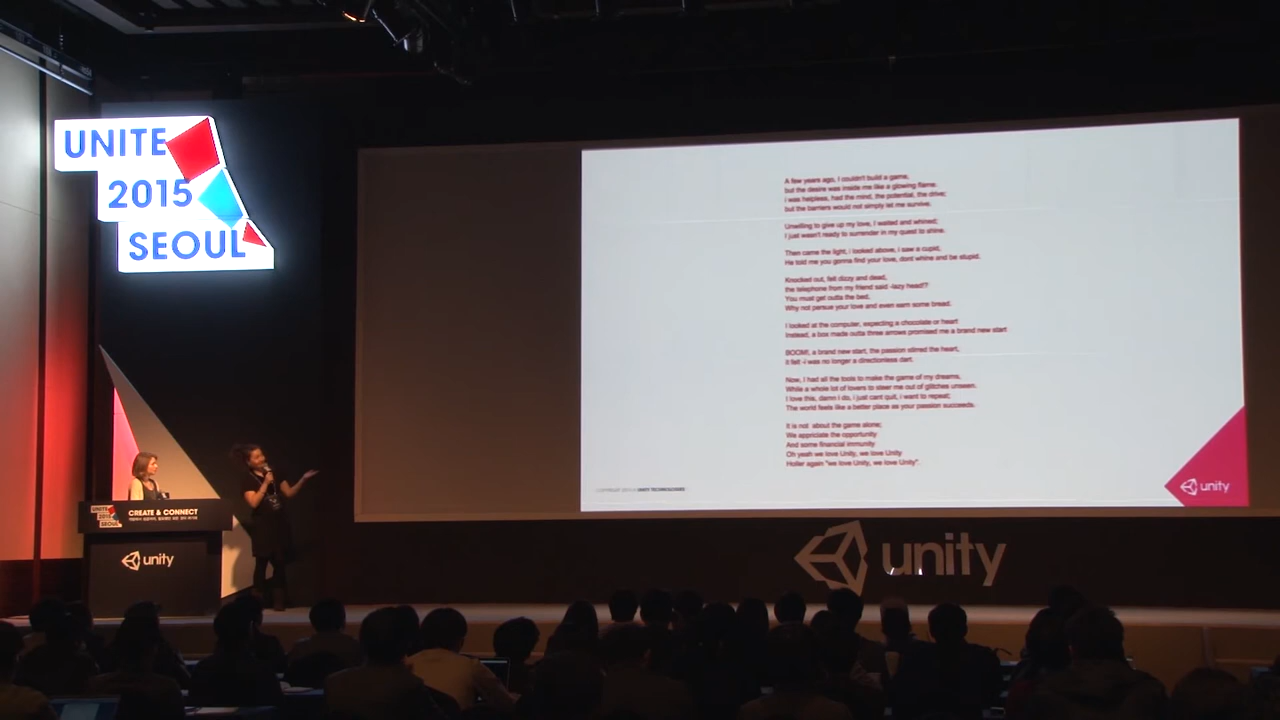 UNITE
2015
SEOUL
A few years ago, I couldn't build a game,
but the desire was inside me like a glowing flame.
i was helpless, had the mind, the potential, the drive;
but the barriers would not simply let me survive.
Unwilling to give up my love, I waited and whined;
I just wasn't ready to surrender in my quest to shine.
Then came the light, i looked above, i saw a cupid,
He told me you gonna find your love, dont whine and be stupid.
Knocked out, felt dizzy and dead,
the telephone from my friend said -lazy head!?
You must get outta the bed,
Why not persue your love and even earn some bread.
I looked at the computer, expecting a chocolate or heart
Instead, a box made outta three arrows promised me a brand new start
BOOM!, a brand new start, the passion stirred the heart,
it felt -i was no longer a directionless dart.
Now, I had all the tools to make the game of my dreams,
While a whole lot of lovers to steer me out of glitches unseen.
I love this, damn I do, i just cant quit, i want to repeat;
The world feels like a better place as your passion succeeds.
It is not about the game alone;
We appriciate the opportunity
And some financial immunity
Oh yeah we love Unity, we love Unity
Holler again "we love Unity, we love Unity".
unity
UNITE
2015
SEOUL
CREATE & CONNECT
unity
unity